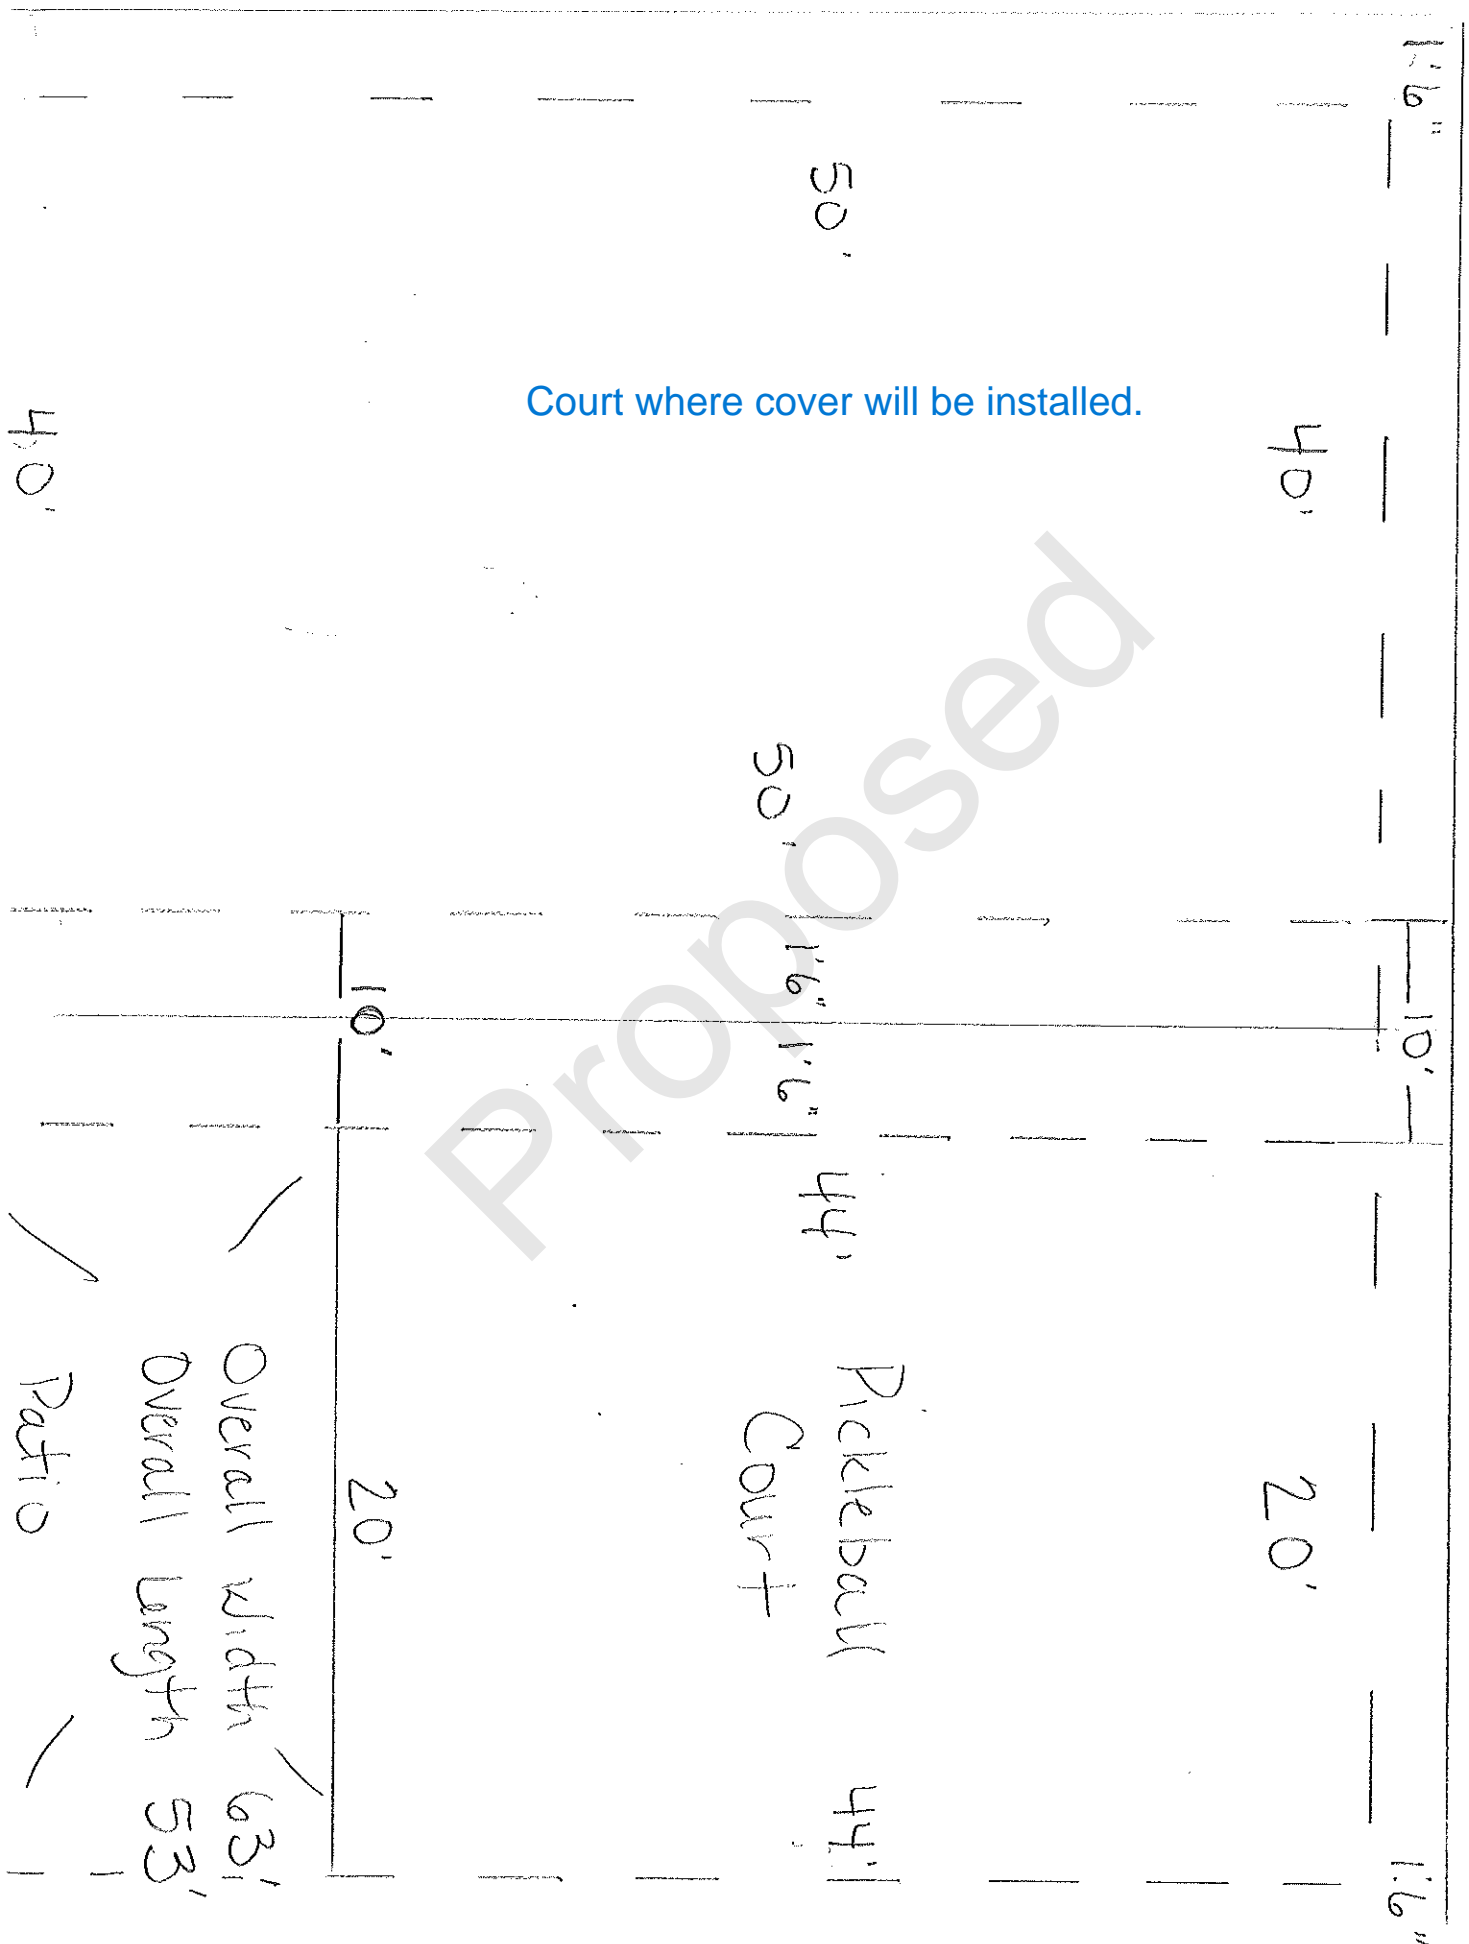 1'6"
50'
Court where cover will be installed.
40'
40'
50'
1'6" 1'6"
10'
10'
44'
Pickleball
Court
44'
20'
20'
Overall Width 63'
Overall Length 53'
Patio
1'6"
Proposed